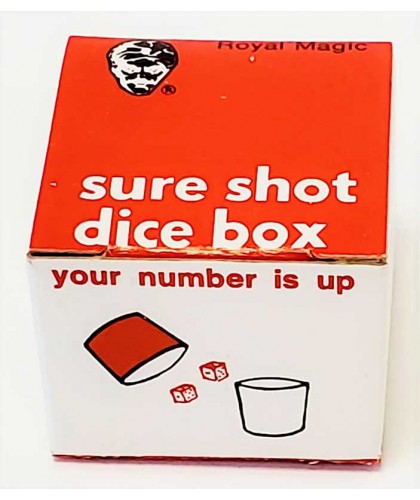 Royal Magic
®
sure shot
dice box
your number is up